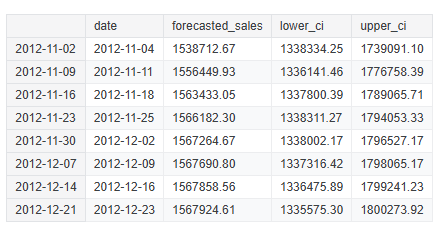 date forecasted_sales lower_ci upper_ci
2012-11-02 2012-11-04 1538712.67 1338334.25 1739091.10
2012-11-09 2012-11-11 1556449.93 1336141.46 1776758.39
2012-11-16 2012-11-18 1563433.05 1337800.39 1789065.71
2012-11-23 2012-11-25 1566182.30 1338311.27 1794053.33
2012-11-30 2012-12-02 1567264.67 1338002.17 1796527.17
2012-12-07 2012-12-09 1567690.80 1337316.42 1798065.17
2012-12-14 2012-12-16 1567858.56 1336475.89 1799241.23
2012-12-21 2012-12-23 1567924.61 1335575.30 1800273.92